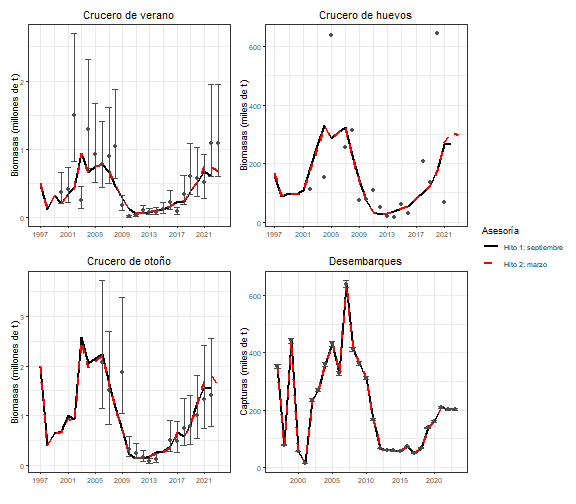 Crucero de verano
Biomasas (millones de t )
2
1
0
1997 2001 2005 2009 2013 2017 2021
Crucero de huevos
Biomasas (miles de t )
600
400
200
0
1997 2001 2005 2009 2013 2017 2021
Crucero de otoño
Biomasas (millones de t )
3
2
1
0
1997 2001 2005 2009 2013 2017 2021
Desembarques
Capturas (miles de t )
600
400
200
0
2000 2005 2010 2015 2020
Asesoría
Hito 1: septiembre
Hito 2: marzo